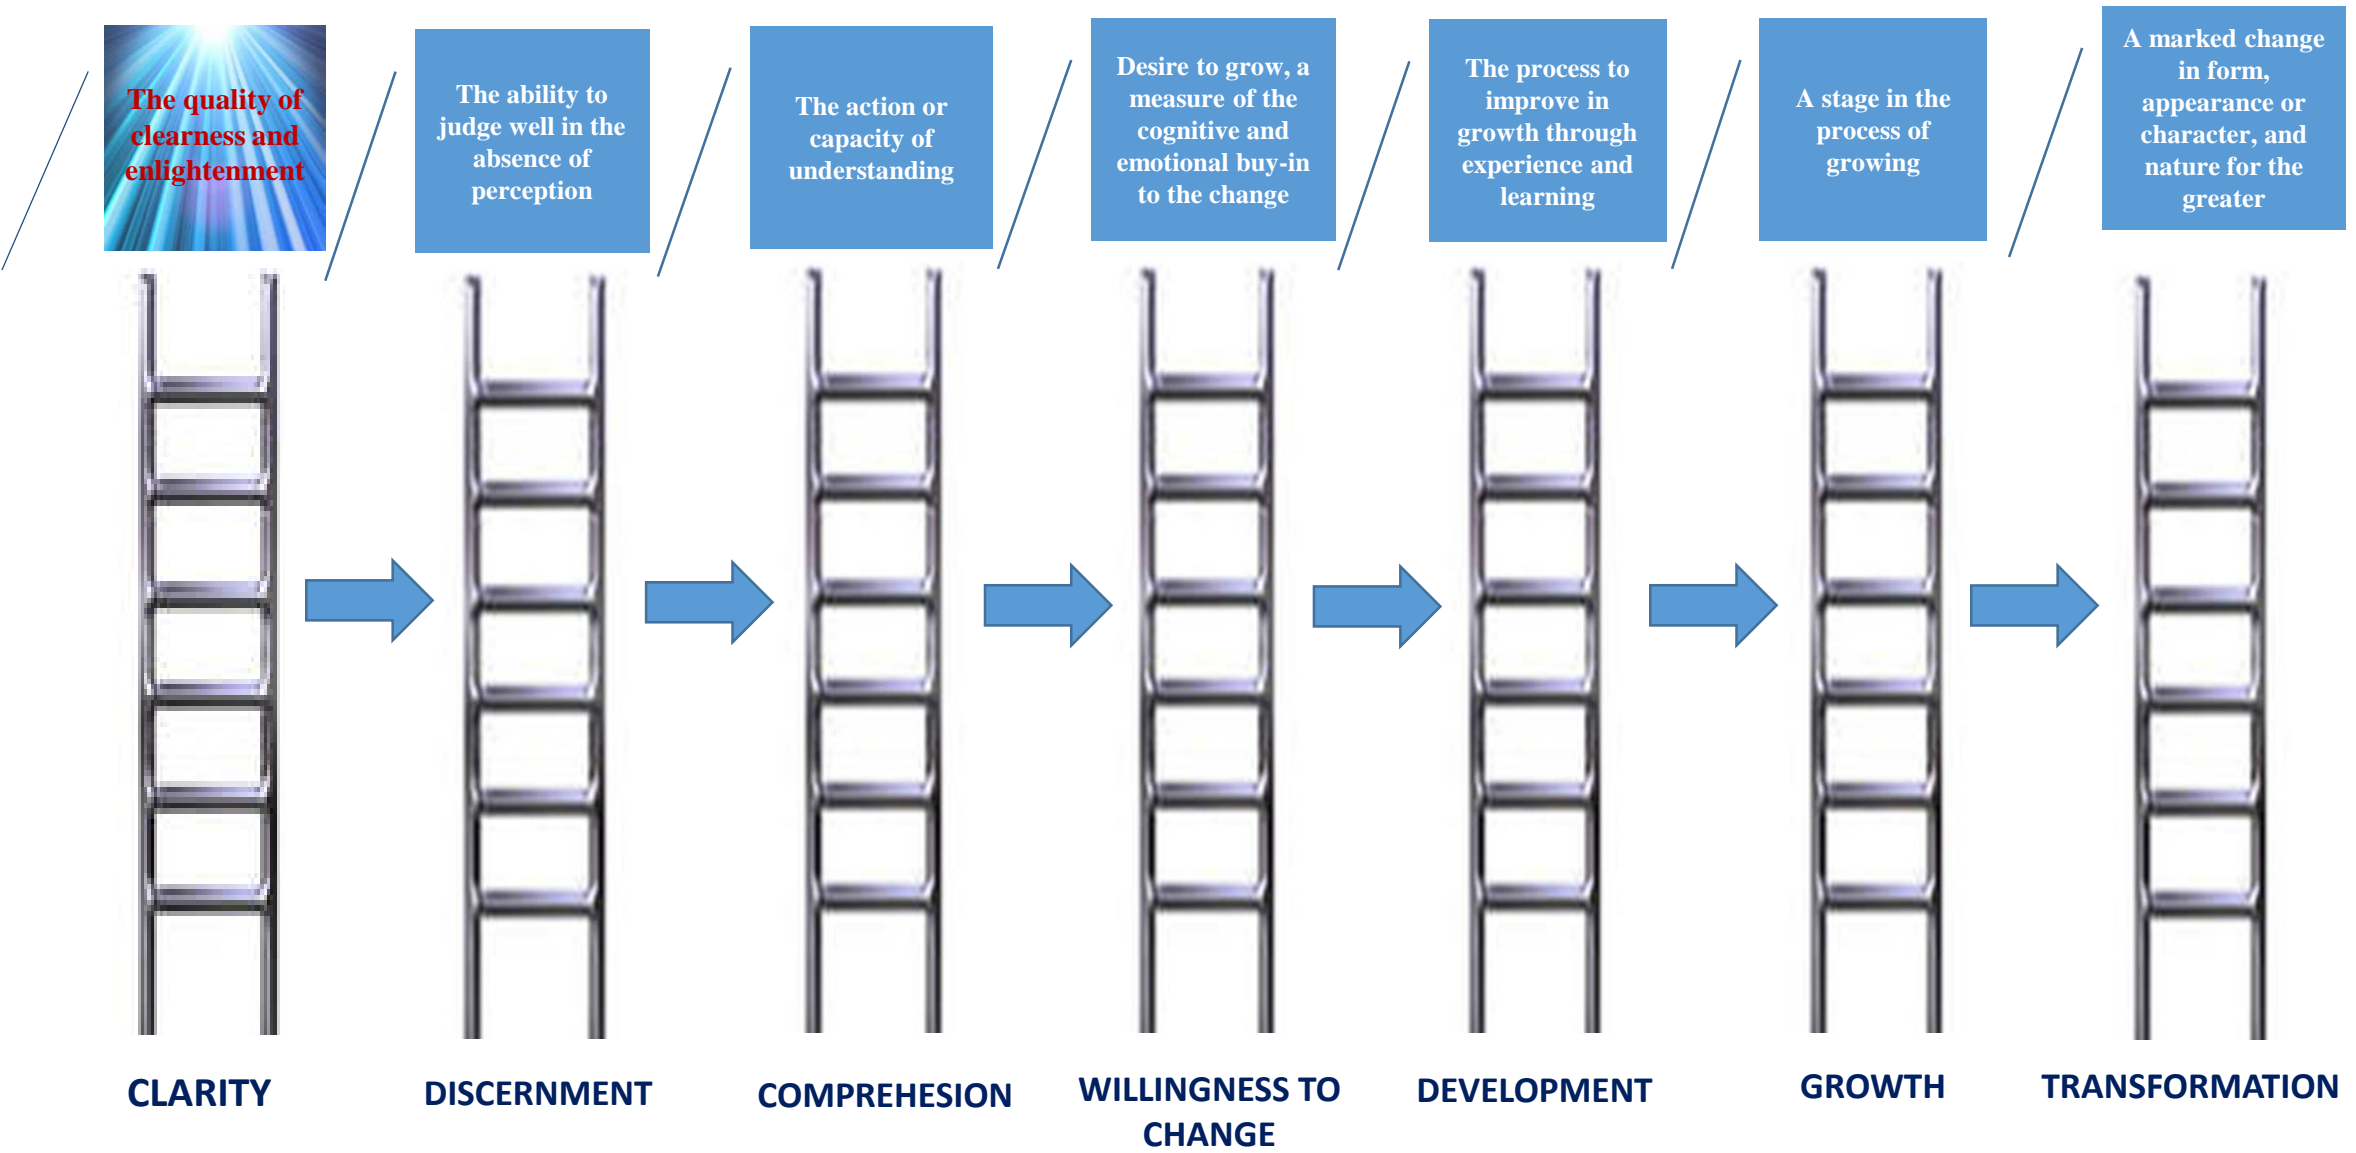 The quality of
clearness and
enlightenment
The ability to
judge well in the
absence of
perception
The action or
capacity of
understanding
Desire to grow, a
measure of the
cognitive and
emotional buy-in
to the change
The process to
improve in
growth through
experience and
learning
A stage in the
process of
growing
A marked change
in form,
appearance or
character, and
nature for the
greater
CLARITY
DISCERNMENT
COMPREHESION
WILLINGNESS TO
CHANGE
DEVELOPMENT
GROWTH
TRANSFORMATION